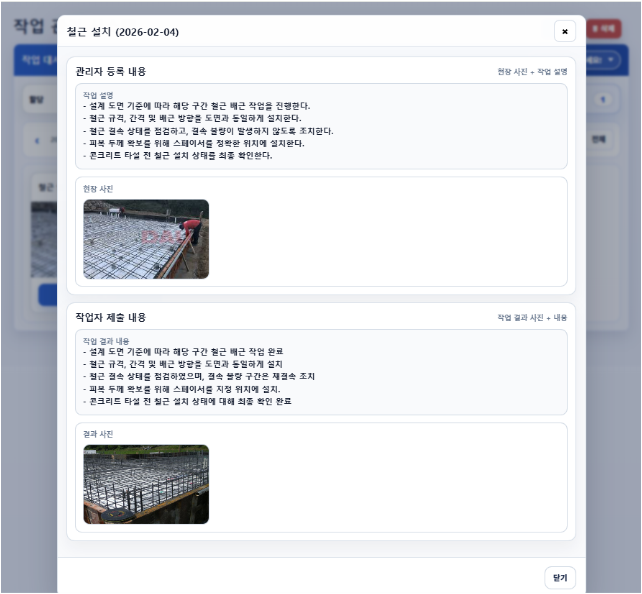 작업
철근 설치 (2026-02-04)
✖
삭제
작업 대
관리자 등록 내용
현장 사진 + 작업 설명
작업 설명
- 설계 도면 기준에 따라 해당 구간 철근 배근 작업을 진행한다.
- 철근 규격, 간격 및 배근 방향을 도면과 동일하게 설치한다.
- 철근 결속 상태를 점검하고, 결속 불량이 발생하지 않도록 조치한다.
- 피복 두께 확보를 위해 스페이서를 정확한 위치에 설치한다.
- 콘크리트 타설 전 철근 설치 상태를 최종 확인한다.
전체
현장 사진
철근
작업자 제출 내용
작업 결과 사진 + 내용
작업 결과 내용
- 설계 도면 기준에 따라 해당 구간 철근 배근 작업 완료
- 철근 규격, 간격 및 배근 방향을 도면과 동일하게 설치
- 철근 결속 상태를 점검하였으며, 결속 불량 구간은 재결속 조치
- 피복 두께 확보를 위해 스페이서를 지정 위치에 설치.
- 콘크리트 타설 전 철근 설치 상태에 대해 최종 확인 완료
결과 사진
닫기